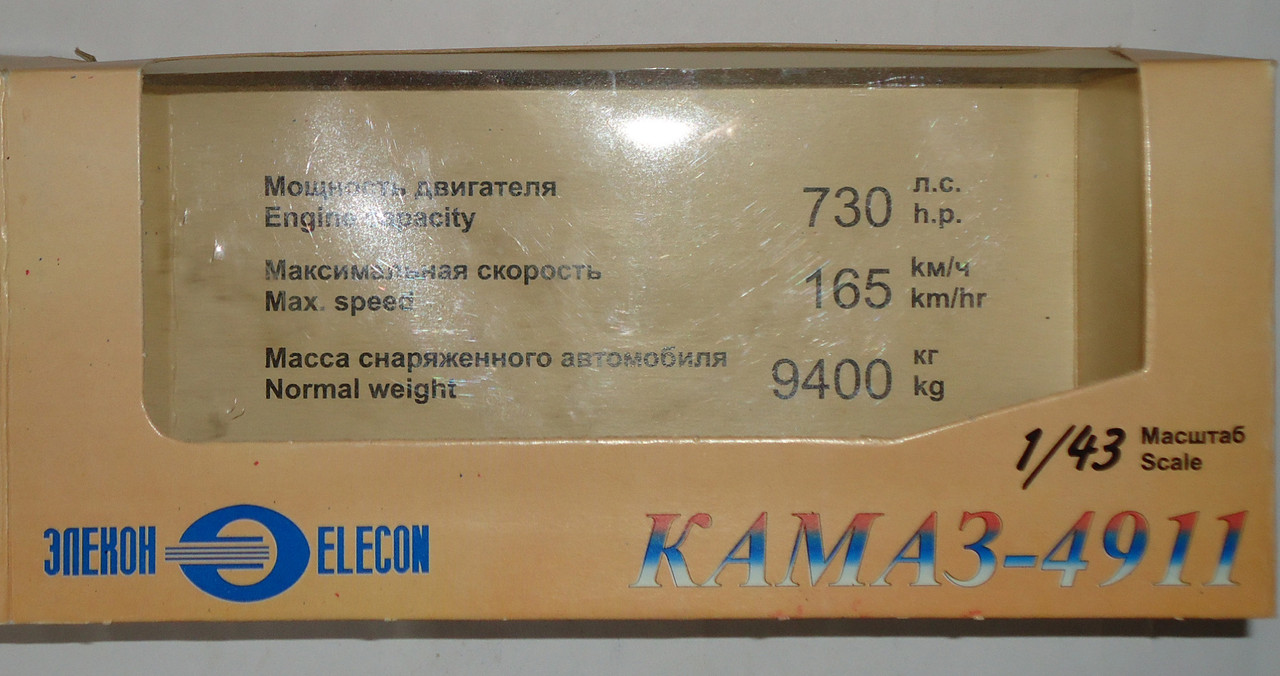 Мощность двигателя
Engine capacity
730 л.с.
h.p.
Максимальная скорость
Max. speed
165 км/ч
km/hr
Масса снаряженного автомобиля
Normal weight
9400 кг
kg
1/43 Масштаб
Scale
ЭЛЕКОН ELECON
КАМАЗ-4911